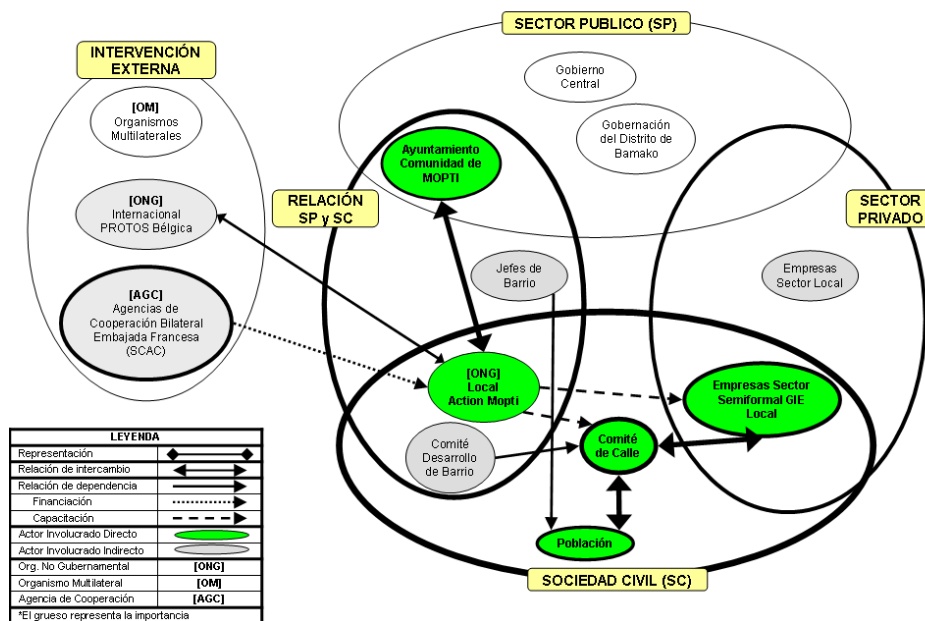 SECTOR PUBLICO (SP)
INTERVENCIÓN
EXTERNA
[OM]
Organismos
Multilaterales
[ONG]
Internacional
PROTOS Bélgica
[AGC]
Agencias de
Cooperación Bilateral
Embajada Francesa
(SCAC)
Gobierno
Central
Gobernación
del Distrito de
Bamako
Ayuntamiento
Comunidad de
MOPTI
RELACIÓN
SP y SC
SECTOR
PRIVADO
Jefes de
Barrio
Empresas
Sector Local
[ONG]
Local
Action Mopti
Empresas Sector
Semiformal GIE
Local
Comité
Desarrollo
de Barrio
Comité
de Calle
Población
SOCIEDAD CIVIL (SC)
LEYENDA
Representación
Relación de intercambio
Relación de dependencia
Financiación
Capacitación
Actor Involucrado Directo
Actor Involucrado Indirecto
Org. No Gubernamental [ONG]
Organismo Multilateral [OM]
Agencia de Cooperación [AGC]
*El grueso representa la importancia